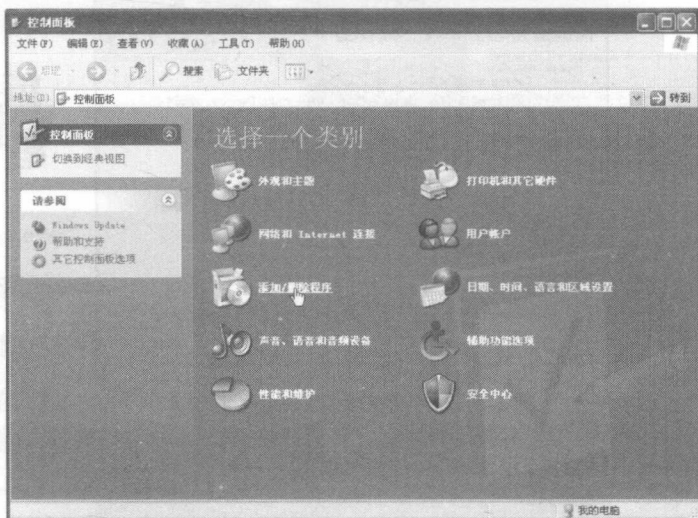 控制面板
文件(F) 编辑(E) 查看(V) 收藏(A) 工具(T) 帮助(H)
后退 搜索 文件夹
地址(D) 控制面板 转到
控制面板
切换到经典视图
请参阅
Windows Update
帮助和支持
其它控制面板选项
选择一个类别
外观和主题 打印机和其它硬件
网络和 Internet 连接 用户帐户
添加/删除程序 日期、时间、语言和区域设置
声音、语音和音频设备 辅助功能选项
性能和维护 安全中心
我的电脑